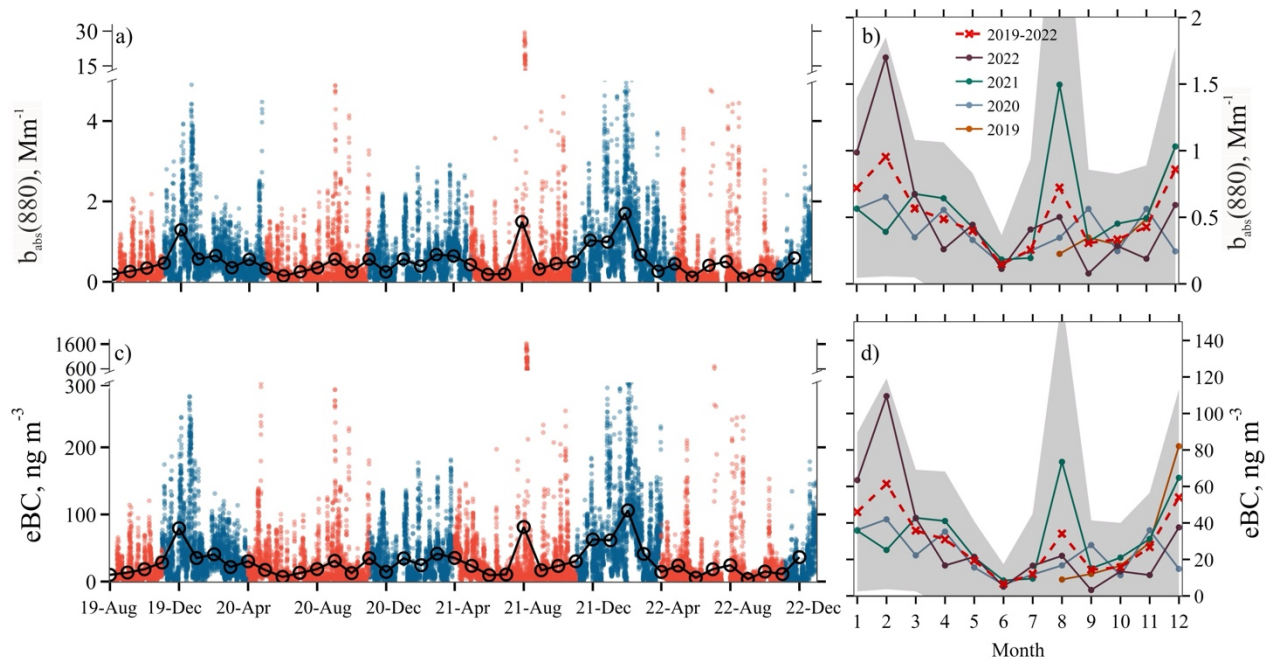 a)
30
15
4
2
0
b_abs(880), Mm⁻¹
b)
2019-2022
2022
2021
2020
2019
2
1.5
1
0.5
0
b_abs(880), Mm⁻¹
c)
1600
600
300
200
100
0
eBC, ng m⁻³
19-Aug 19-Dec 20-Apr 20-Aug 20-Dec 21-Apr 21-Aug 21-Dec 22-Apr 22-Aug 22-Dec
d)
140
120
100
80
60
40
20
0
eBC, ng m⁻³
1 2 3 4 5 6 7 8 9 10 11 12
Month